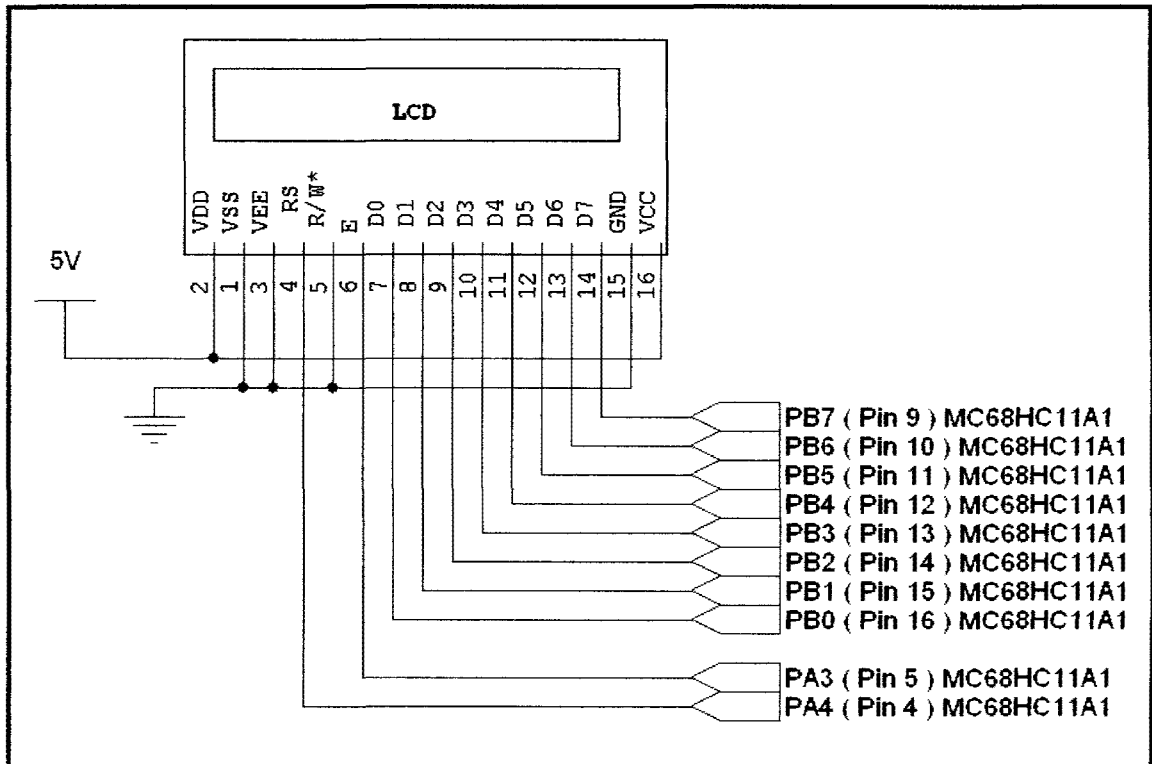 LCD
VDD
VSS
VEE
RS
R/W*
E
D0
D1
D2
D3
D4
D5
D6
D7
GND
VCC
5V
2
1
3
4
5
6
7
8
9
10
11
12
13
14
15
16
PB7 ( Pin 9 ) MC68HC11A1
PB6 ( Pin 10 ) MC68HC11A1
PB5 ( Pin 11 ) MC68HC11A1
PB4 ( Pin 12 ) MC68HC11A1
PB3 ( Pin 13 ) MC68HC11A1
PB2 ( Pin 14 ) MC68HC11A1
PB1 ( Pin 15 ) MC68HC11A1
PB0 ( Pin 16 ) MC68HC11A1
PA3 ( Pin 5 ) MC68HC11A1
PA4 ( Pin 4 ) MC68HC11A1